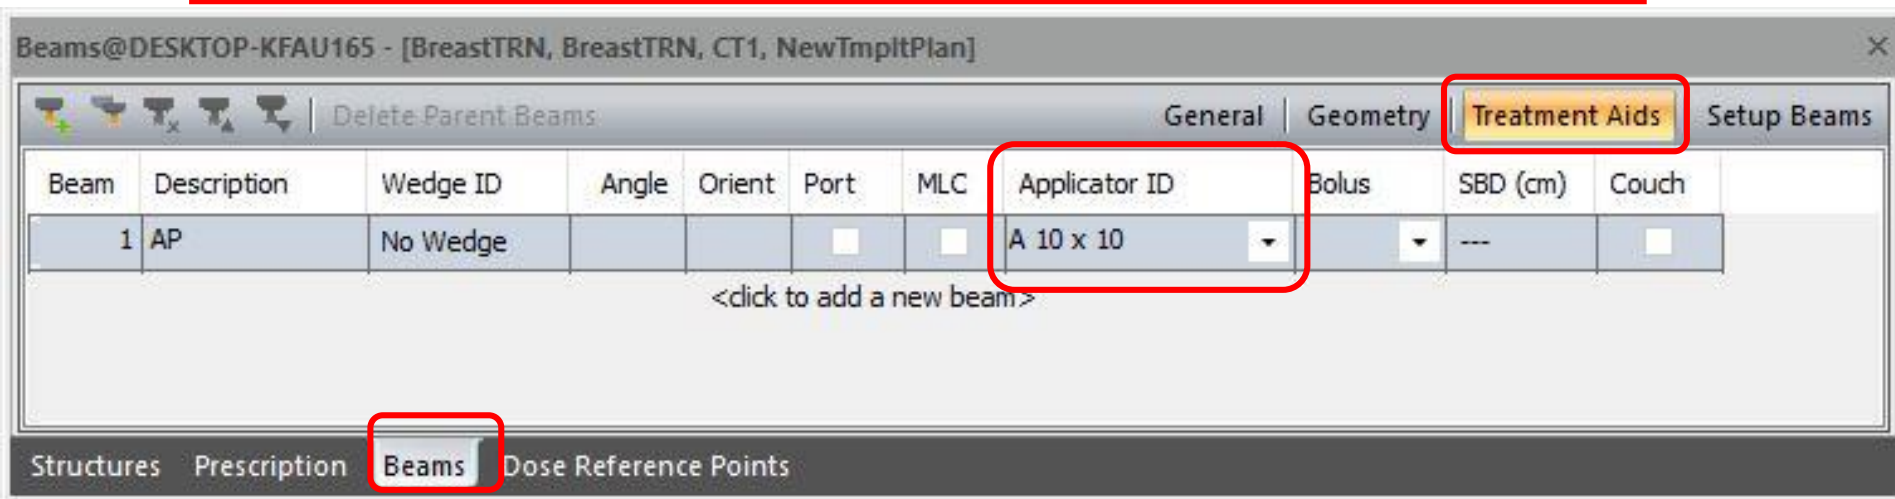 Beams@DESKTOP-KFAU165 - [BreastTRN, BreastTRN, CT1, NewTmpltPlan]
Delete Parent Beams General Geometry Treatment Aids Setup Beams
Beam Description Wedge ID Angle Orient Port MLC Applicator ID Bolus SBD (cm) Couch
1 AP No Wedge A 10 x 10 ---
<click to add a new beam>
Structures Prescription Beams Dose Reference Points